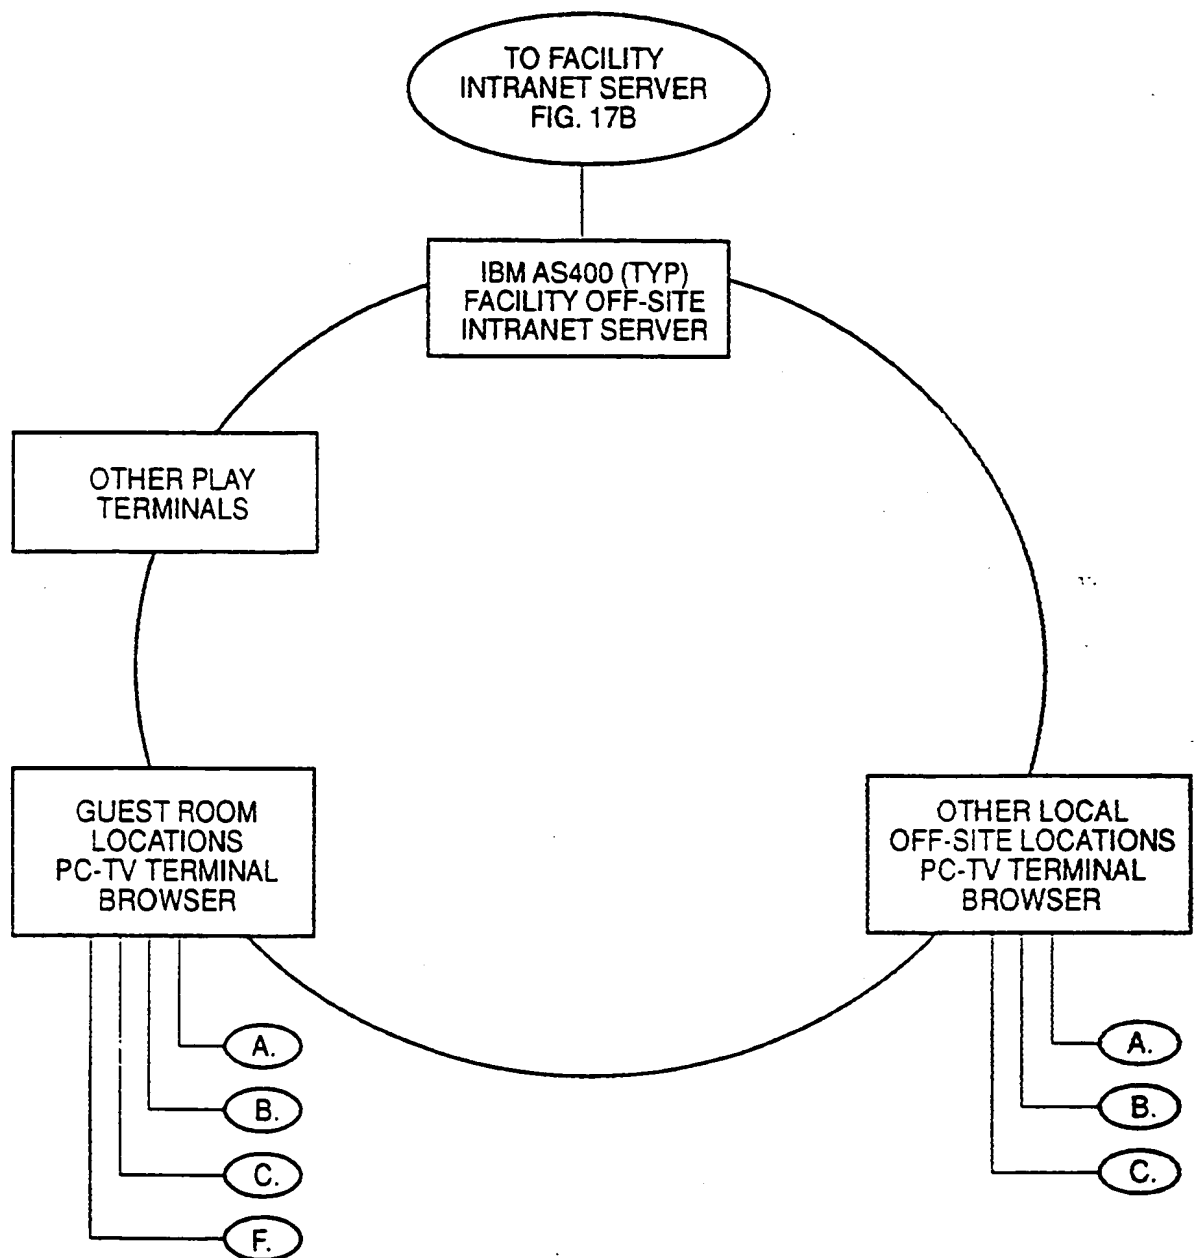 TO FACILITY
INTRANET SERVER
FIG. 17B
IBM AS400 (TYP)
FACILITY OFF-SITE
INTRANET SERVER
OTHER PLAY
TERMINALS
GUEST ROOM
LOCATIONS
PC-TV TERMINAL
BROWSER
OTHER LOCAL
OFF-SITE LOCATIONS
PC-TV TERMINAL
BROWSER
A.
B.
C.
F.
A.
B.
C.